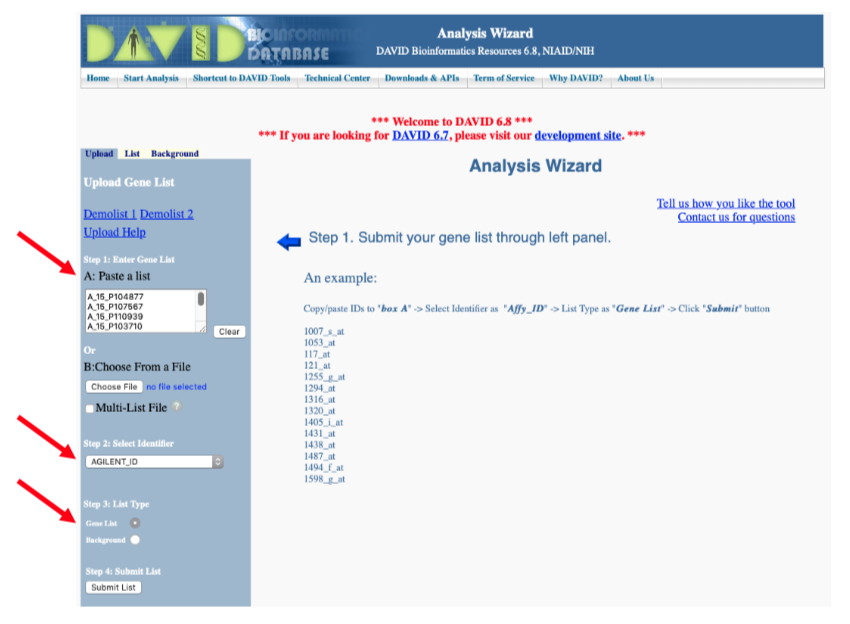 DAVID BIOINFORMATICS
DATABASE
Analysis Wizard
DAVID Bioinformatics Resources 6.8, NIAID/NIH
Home Start Analysis Shortcut to DAVID Tools Technical Center Downloads & APIs Term of Service Why DAVID? About Us
*** Welcome to DAVID 6.8 ***
*** If you are looking for DAVID 6.7, please visit our development site. ***
Upload List Background
Analysis Wizard
Upload Gene List
Tell us how you like the tool
Contact us for questions
Demolist 1 Demolist 2
Upload Help
Step 1. Submit your gene list through left panel.
Step 1: Enter Gene List
A: Paste a list
A_15_P104877
A_15_P107567
A_15_P110939
A_15_P103710
Clear
Or
B:Choose From a File
Choose File no file selected
Multi-List File ?
Step 2: Select Identifier
AGILENT_ID
Step 3: List Type
Gene List
Background
Step 4: Submit List
Submit List
An example:
Copy/paste IDs to "box A" -> Select Identifier as "Affy_ID" -> List Type as "Gene List" -> Click "Submit" button
1007_s_at
1053_at
117_at
121_at
1255_g_at
1294_at
1316_at
1320_at
1405_i_at
1431_at
1438_at
1487_at
1494_f_at
1598_g_at